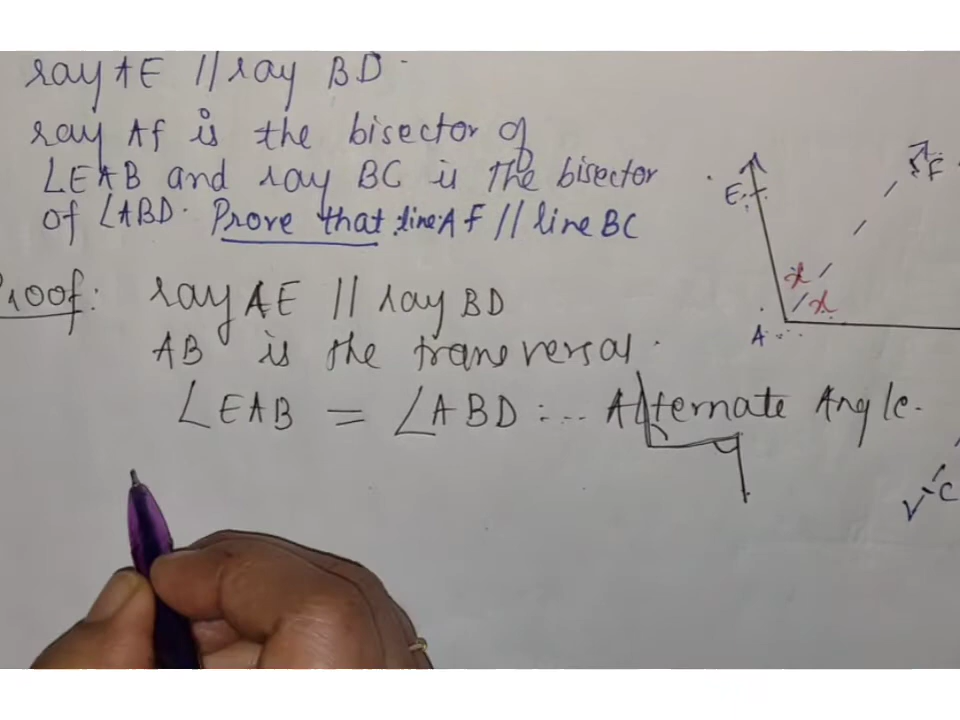 ray AE // ray BD
ray AF is the bisector of
∠EAB and ray BC is the bisector
of ∠ABD. Prove that line AF // line BC
Proof: ray AE // ray BD
AB is the transversal.
∠EAB = ∠ABD ... Alternate Angle.
E
F
x
x
A
C